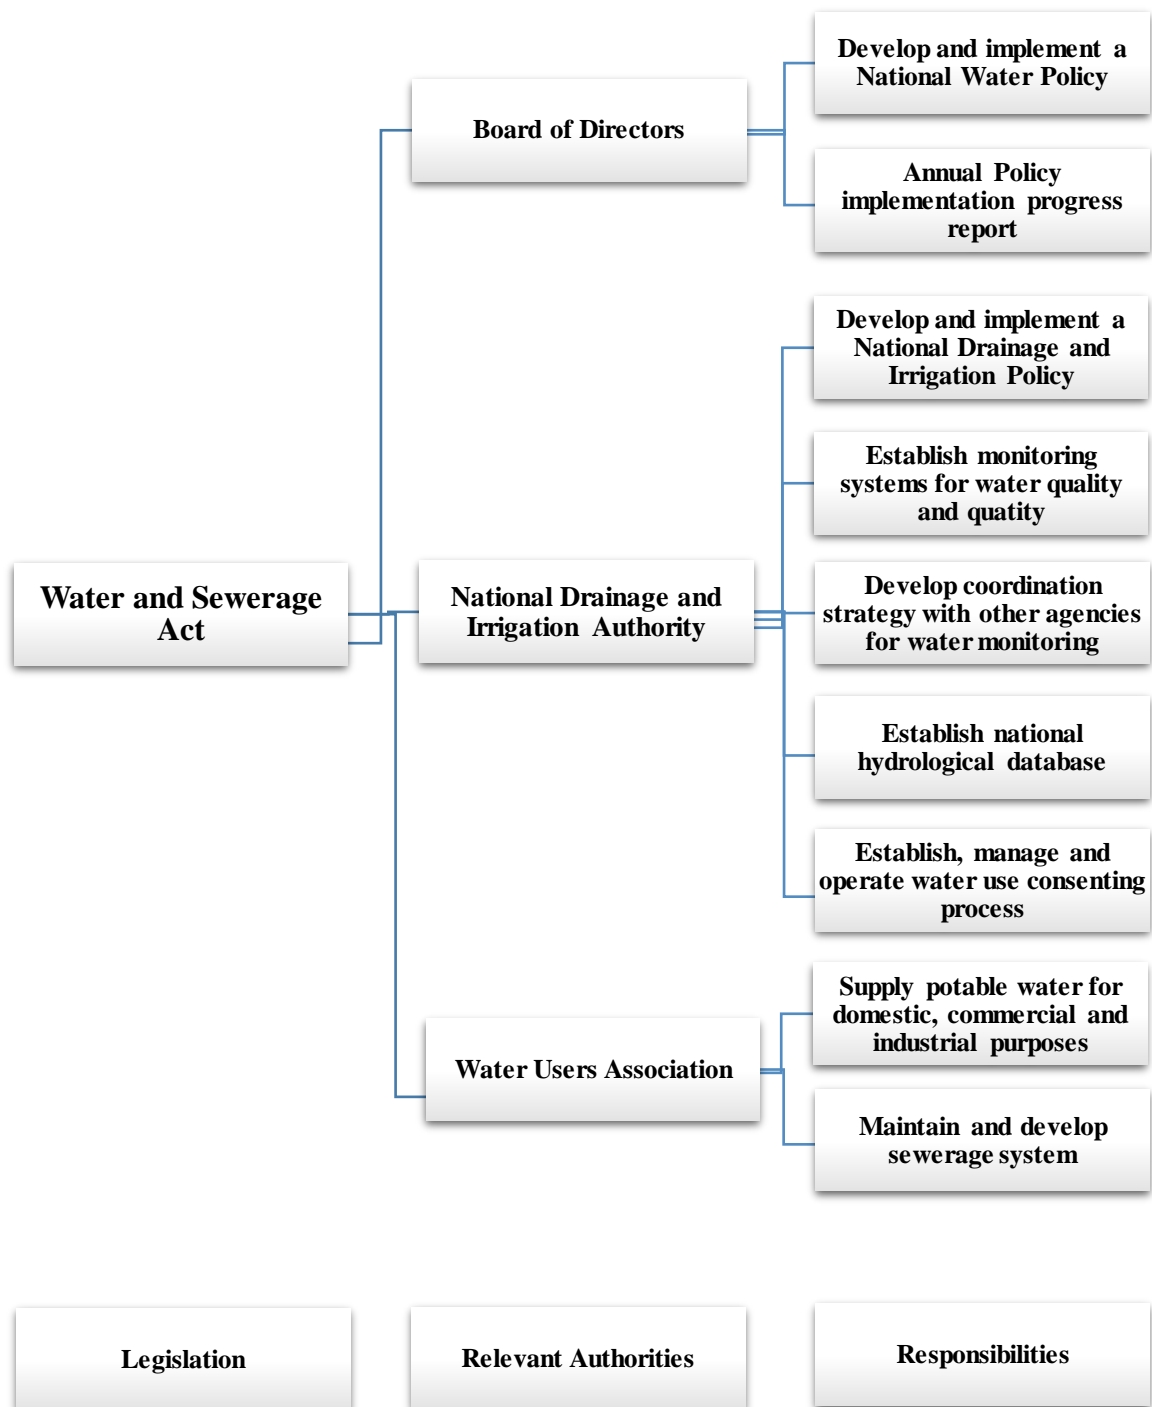 Develop and implement a
National Water Policy
Board of Directors
Annual Policy
implementation progress
report
Develop and implement a
National Drainage and
Irrigation Policy
Establish monitoring
systems for water quality
and quatity
Water and Sewerage
Act
National Drainage and
Irrigation Authority
Develop coordination
strategy with other agencies
for water monitoring
Establish national
hydrological database
Establish, manage and
operate water use consenting
process
Supply potable water for
domestic, commercial and
industrial purposes
Water Users Association
Maintain and develop
sewerage system
Legislation
Relevant Authorities
Responsibilities